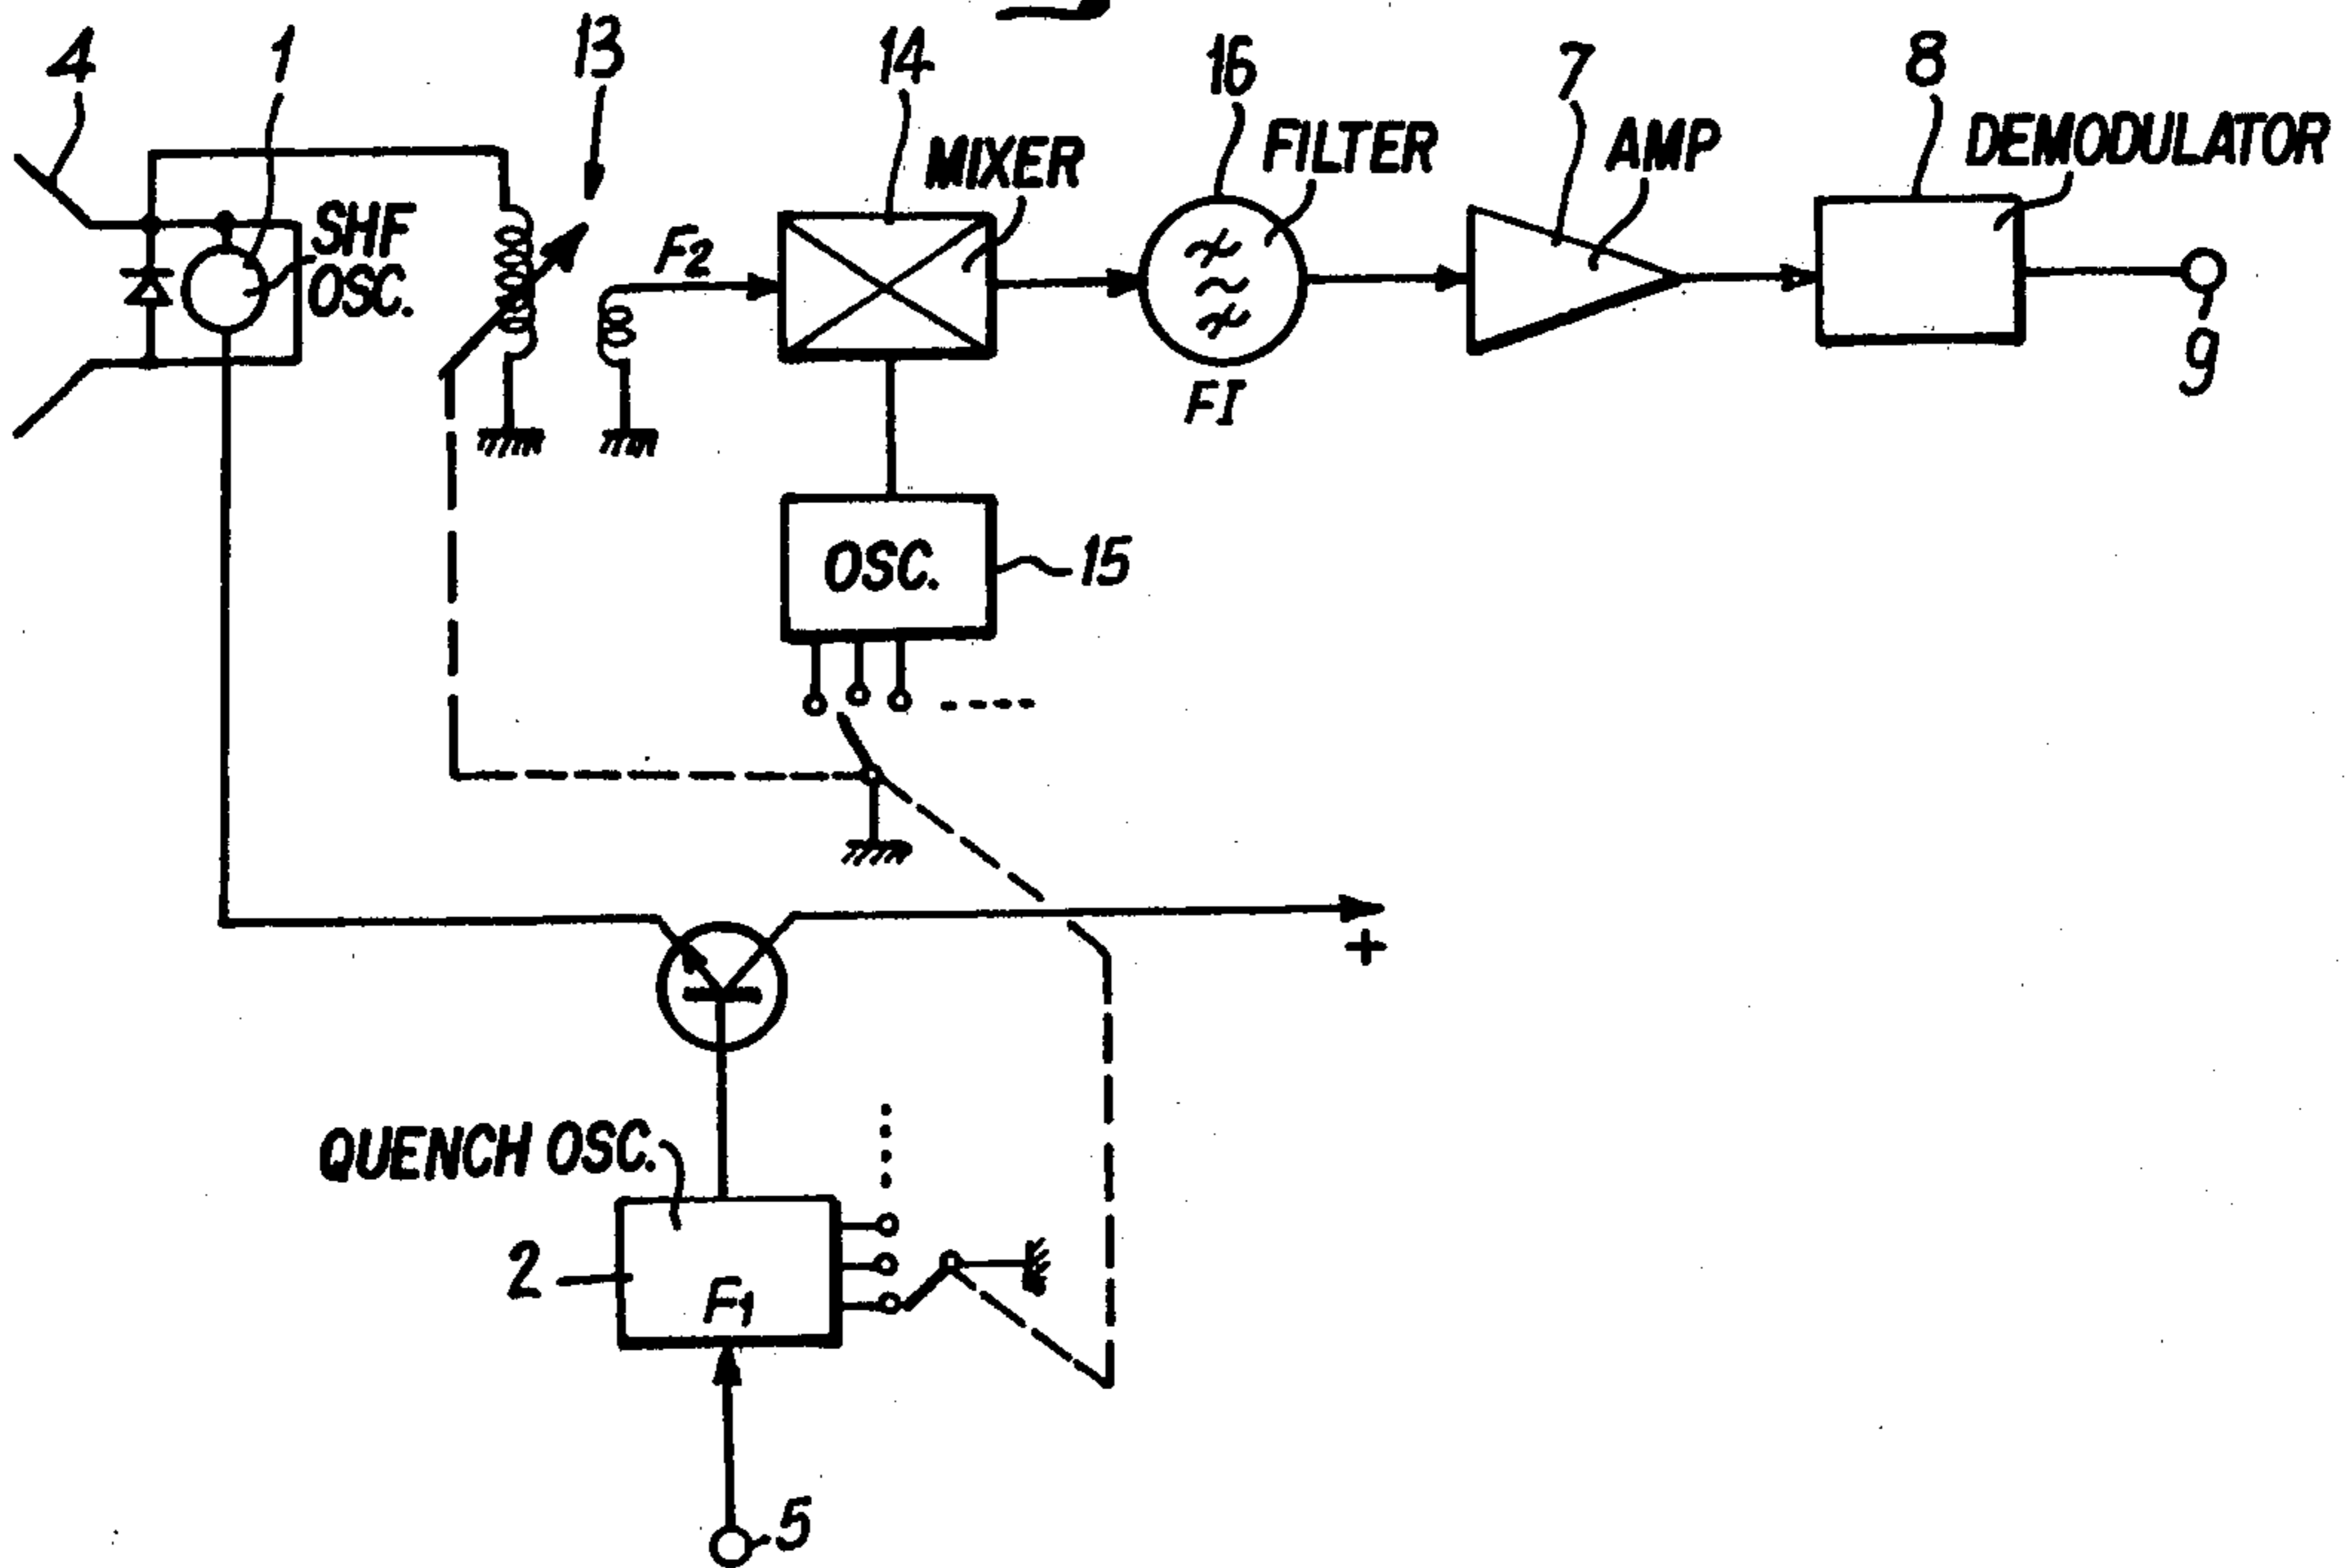 4
1
13
14
16
7
8
MIXER
FILTER
AMP
DEMODULATOR
SHF
OSC.
F2
FI
9
OSC.
15
+
QUENCH OSC.
2
F1
5